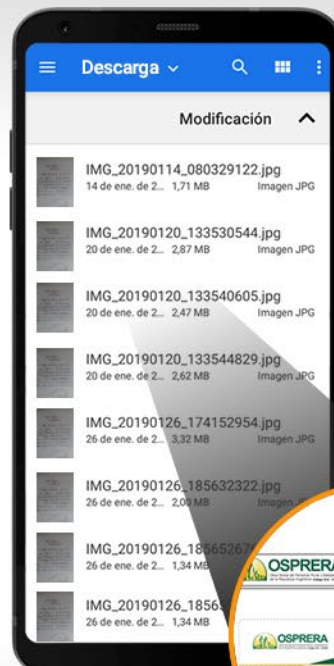 Descarga
Modificación
IMG_20190114_080329122.jpg
14 de ene. de 2... 1,71 MB Imagen JPG
IMG_20190120_133530544.jpg
20 de ene. de 2... 2,87 MB Imagen JPG
IMG_20190120_133540605.jpg
20 de ene. de 2... 2,47 MB Imagen JPG
IMG_20190120_133544829.jpg
20 de ene. de 2... 2,62 MB Imagen JPG
IMG_20190126_174152954.jpg
26 de ene. de 2... 3,32 MB Imagen JPG
IMG_20190126_185632322.jpg
26 de ene. de 2... 2,00 MB
26 de ene. de 2... 1,34 MB
26 de ene. de 2... 1,34 MB
OSPRERA
OSPRERA